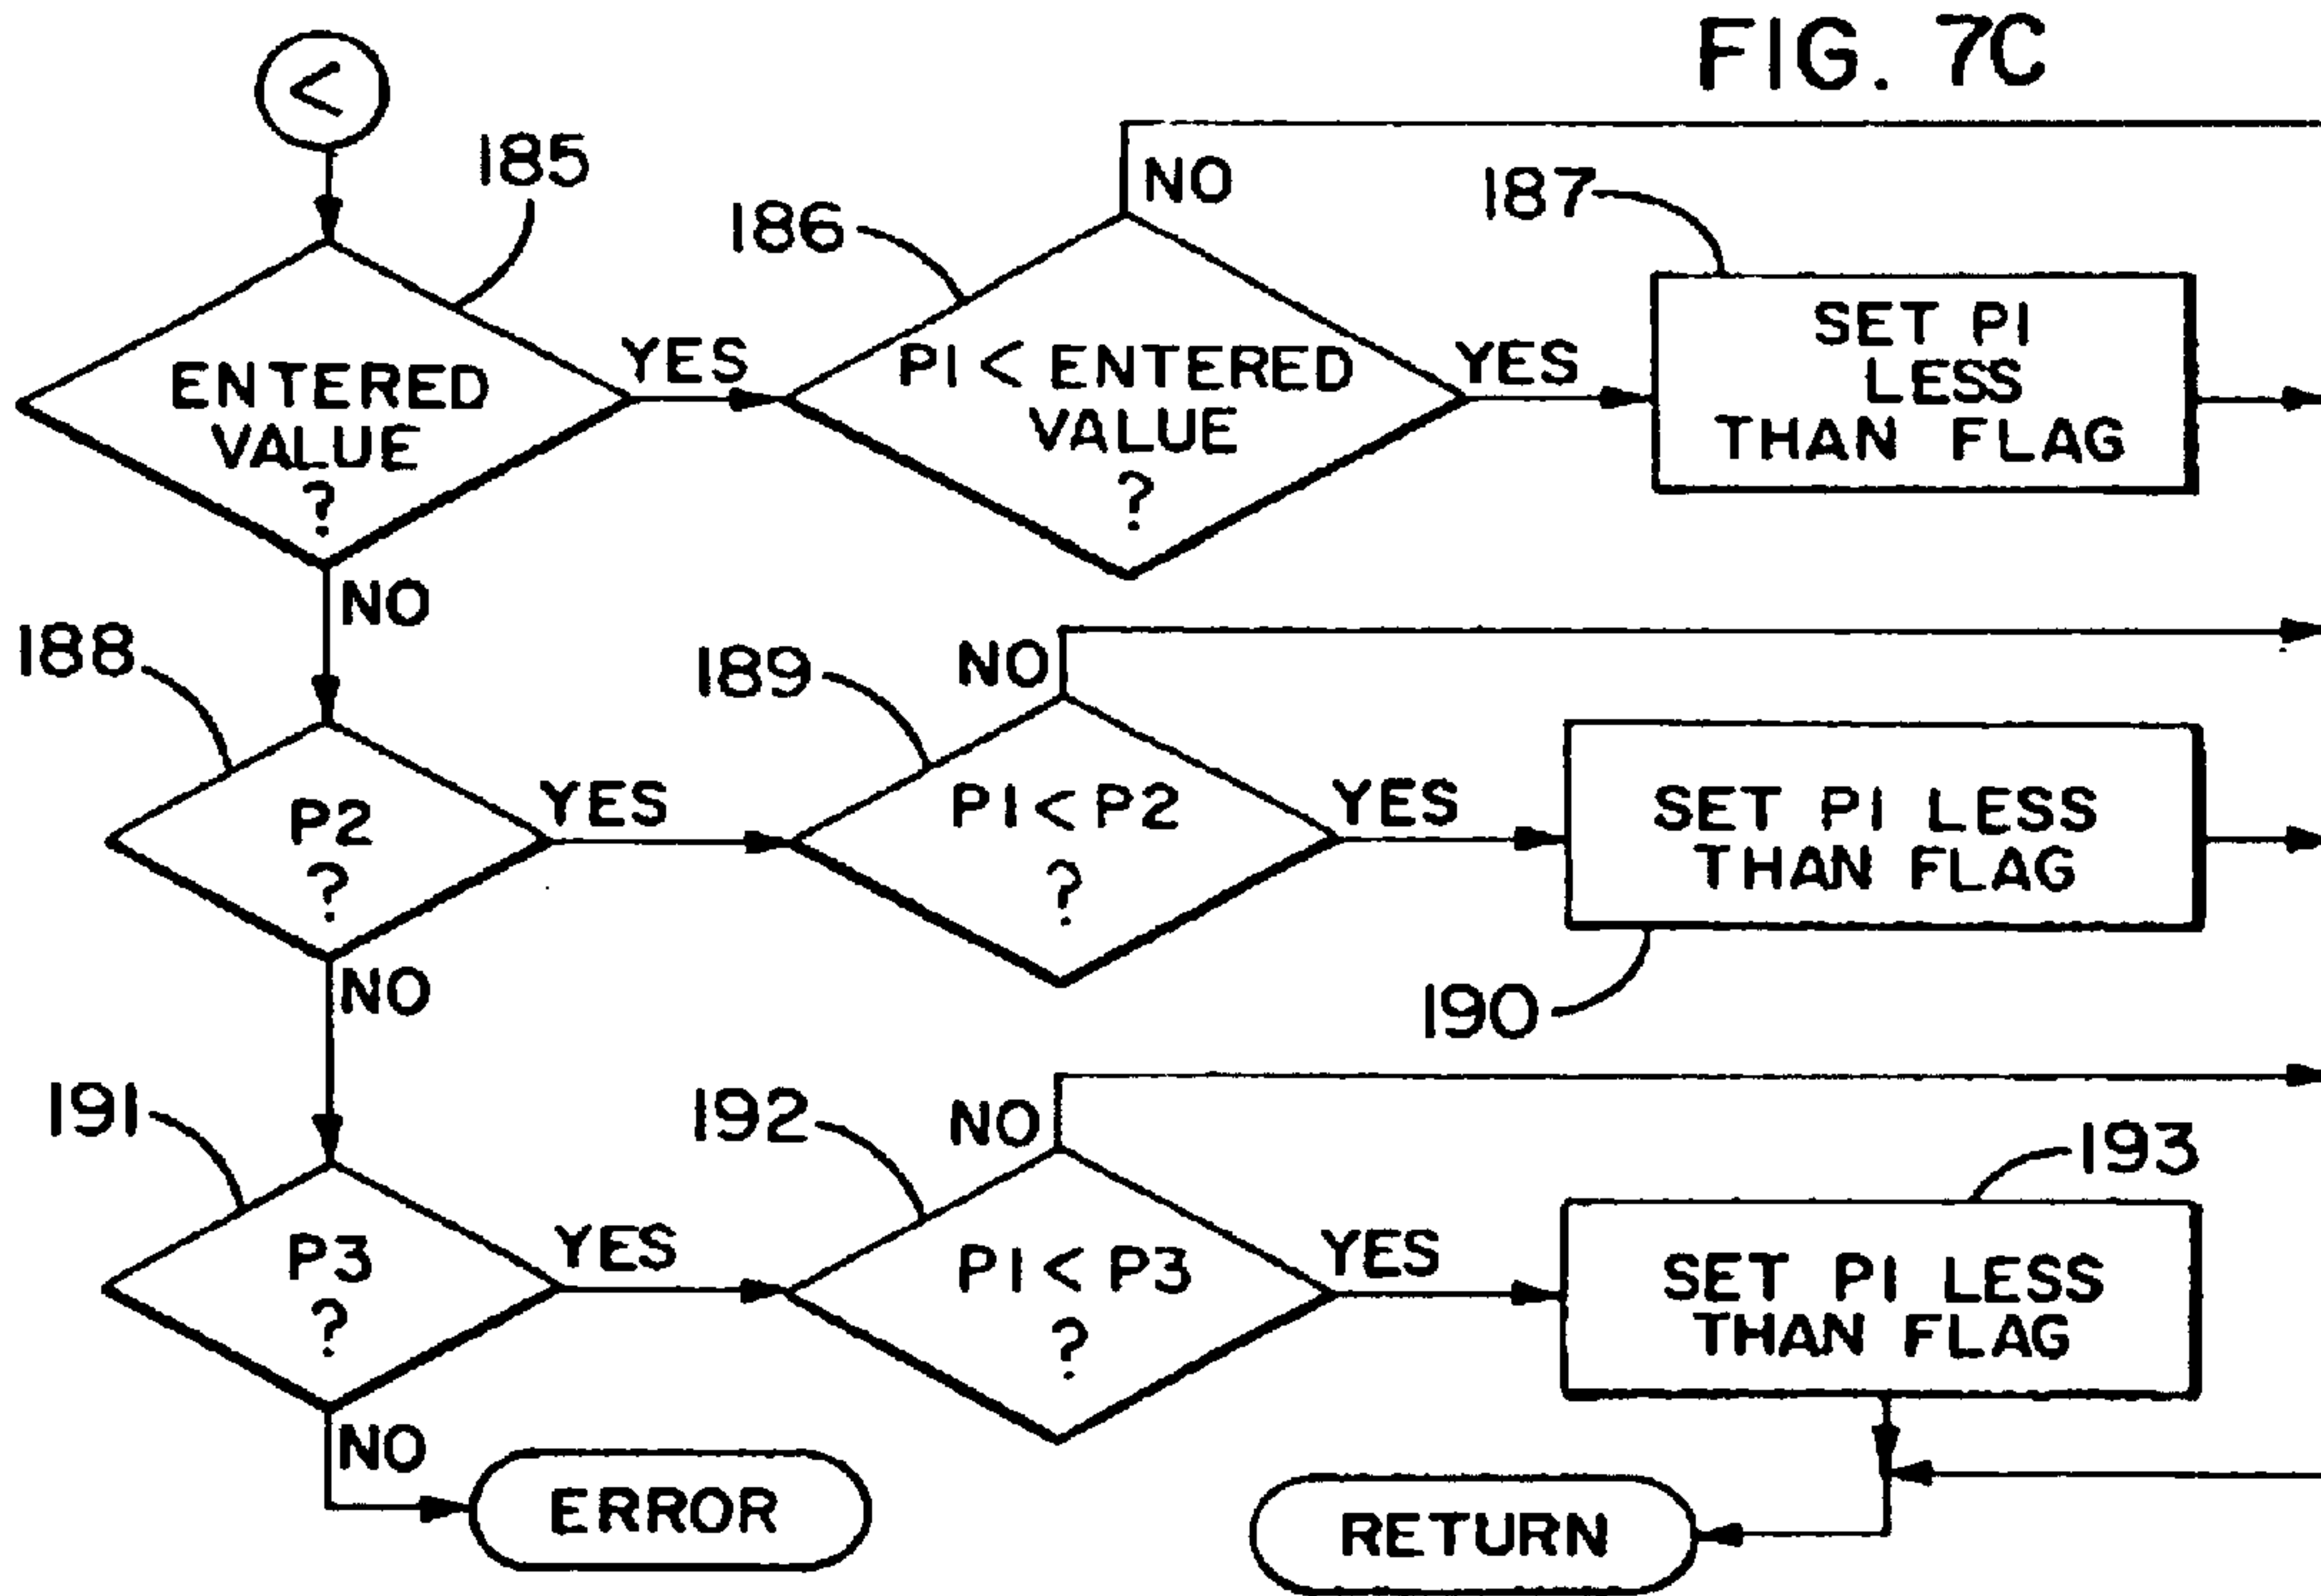 FIG. 7C
<
185
186
NO
187
ENTERED
VALUE
?
YES
P1 < ENTERED
VALUE
?
YES
SET P1
LESS
THAN FLAG
NO
188
189
NO
P2
?
YES
P1 < P2
?
YES
SET P1 LESS
THAN FLAG
190
NO
191
192
NO
193
P3
?
YES
P1 < P3
?
YES
SET P1 LESS
THAN FLAG
NO
ERROR
RETURN